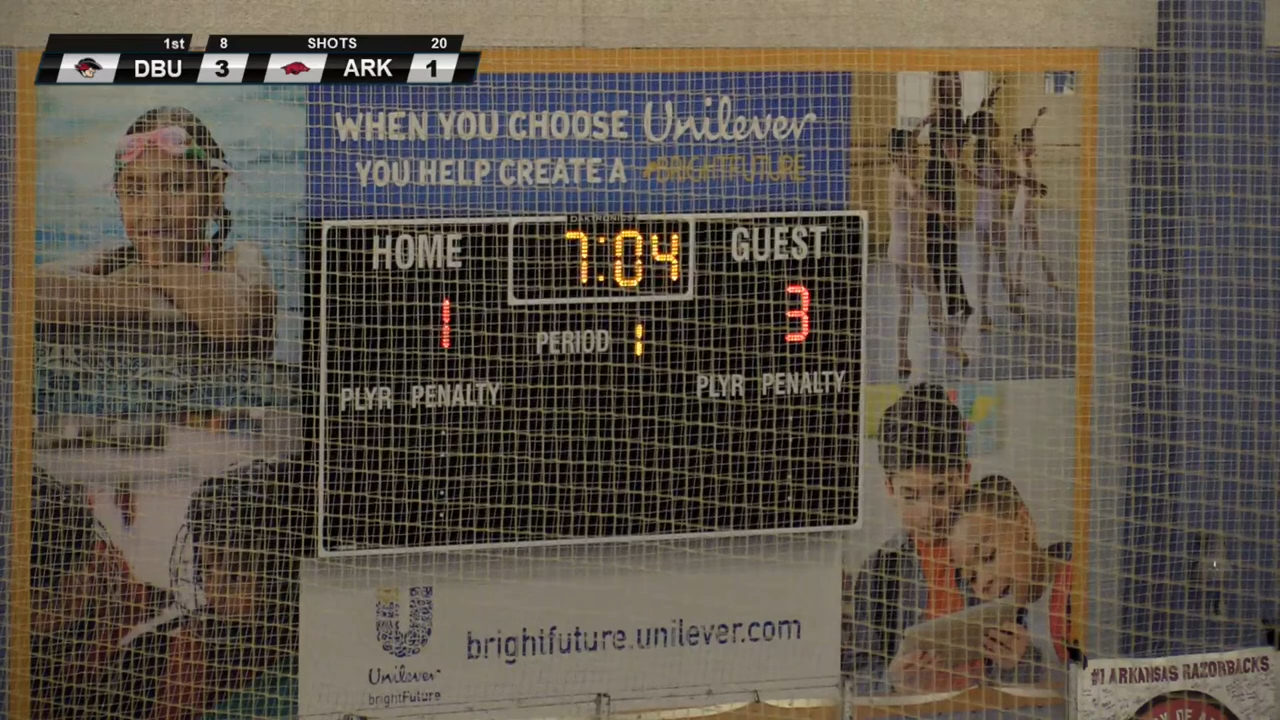 1st 8 SHOTS 20
DBU 3 ARK 1
WHEN YOU CHOOSE Unilever
YOU HELP CREATE A #BRIGHTFUTURE
DAKTRONICS
HOME 7:04 GUEST
1 PERIOD 1 3
PLYR PENALTY PLYR PENALTY
Unilever
brightFuture
brightfuture.unilever.com
#1 ARKANSAS RAZORBACKS